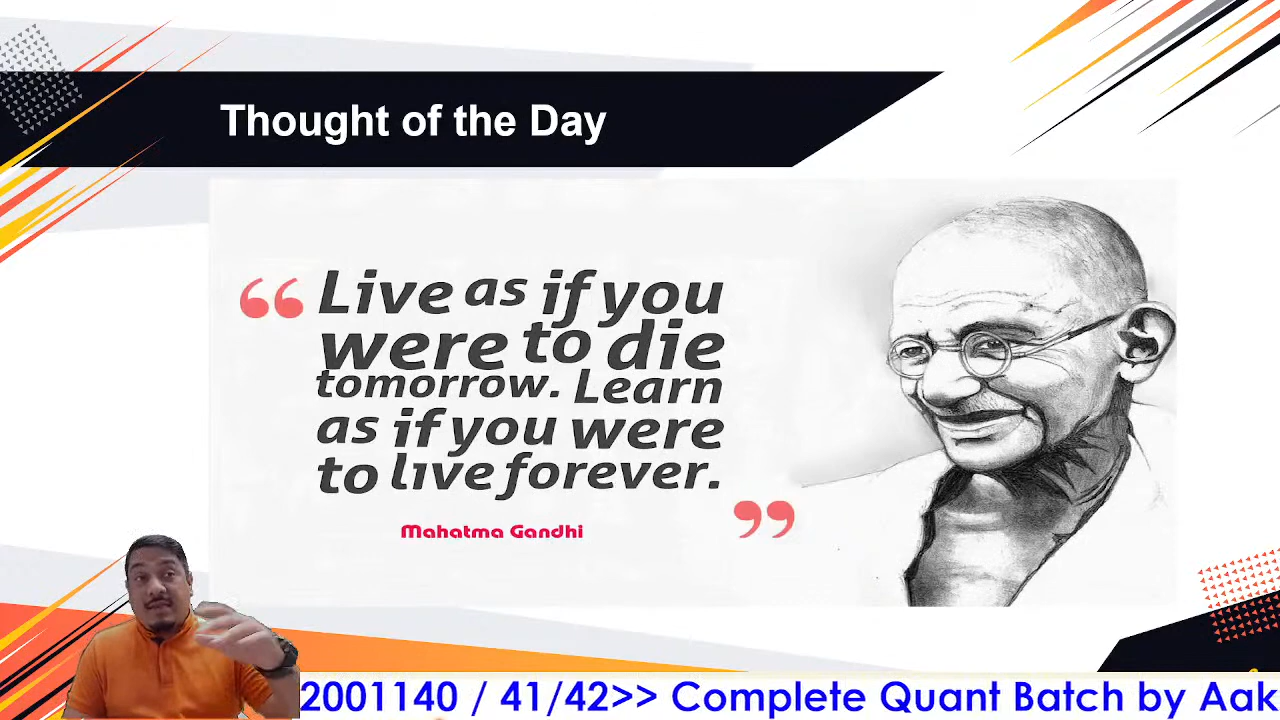 Thought of the Day
“ Live as if you
were to die
tomorrow. Learn
as if you were
to live forever. ”
Mahatma Gandhi
2001140 / 41/42>> Complete Quant Batch by Aak